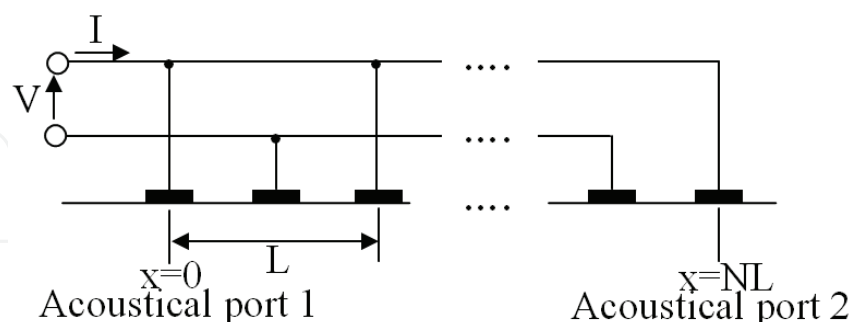 I
....
V
....
....
L
x=0
x=NL
Acoustical port 1
Acoustical port 2